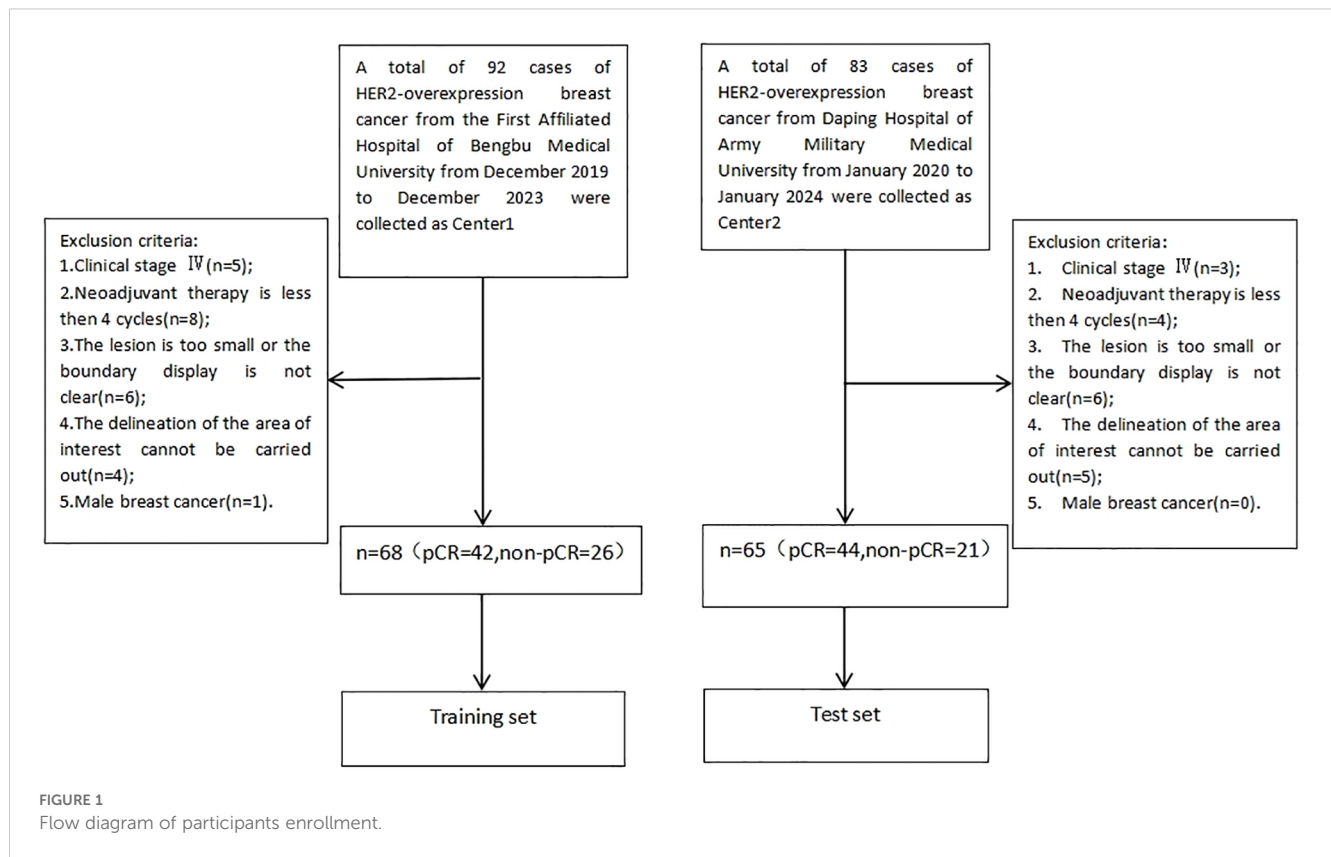 A total of 92 cases of
HER2-overexpression breast
cancer from the First Affiliated
Hospital of Bengbu Medical
University from December 2019
to December 2023 were
collected as Center1
A total of 83 cases of
HER2-overexpression breast
cancer from Daping Hospital of
Army Military Medical
University from January 2020 to
January 2024 were collected as
Center2
Exclusion criteria:
1.Clinical stage Ⅳ(n=5);
2.Neoadjuvant therapy is less
then 4 cycles(n=8);
3.The lesion is too small or the
boundary display is not
clear(n=6);
4.The delineation of the area of
interest cannot be carried
out(n=4);
5.Male breast cancer(n=1).
Exclusion criteria:
1. Clinical stage Ⅳ(n=3);
2. Neoadjuvant therapy is less
then 4 cycles(n=4);
3. The lesion is too small or
the boundary display is not
clear(n=6);
4. The delineation of the area
of interest cannot be carried
out(n=5);
5. Male breast cancer(n=0).
n=68（pCR=42,non-pCR=26）
n=65（pCR=44,non-pCR=21）
Training set
Test set
FIGURE 1
Flow diagram of participants enrollment.